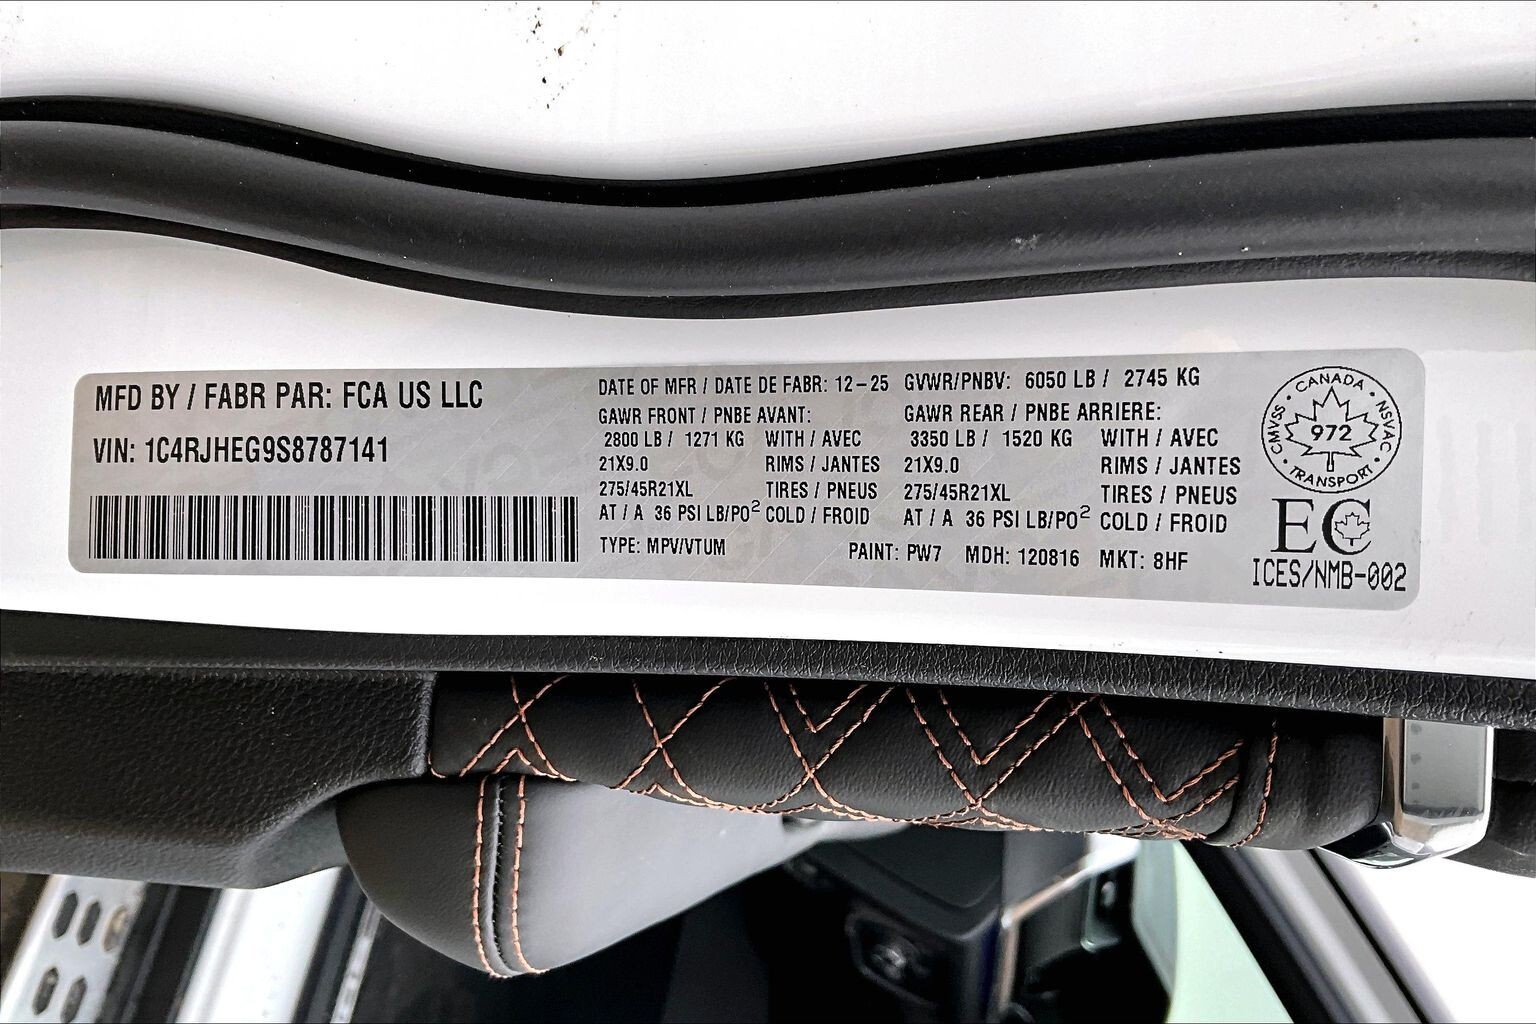 MFD BY / FABR PAR: FCA US LLC
VIN: 1C4RJHEG9S8787141
DATE OF MFR / DATE DE FABR: 12-25 GVWR/PNBV: 6050 LB / 2745 KG
GAWR FRONT / PNBE AVANT:
2800 LB / 1271 KG WITH / AVEC
21X9.0 RIMS / JANTES
275/45R21XL TIRES / PNEUS
AT / A 36 PSI LB/PO² COLD / FROID
GAWR REAR / PNBE ARRIERE:
3350 LB / 1520 KG WITH / AVEC
21X9.0 RIMS / JANTES
275/45R21XL TIRES / PNEUS
AT / A 36 PSI LB/PO² COLD / FROID
TYPE: MPV/VTUM PAINT: PW7 MDH: 120816 MKT: 8HF
CANADA
CMVSS 972 NSVAC
TRANSPORT
EC
ICES/NMB-002